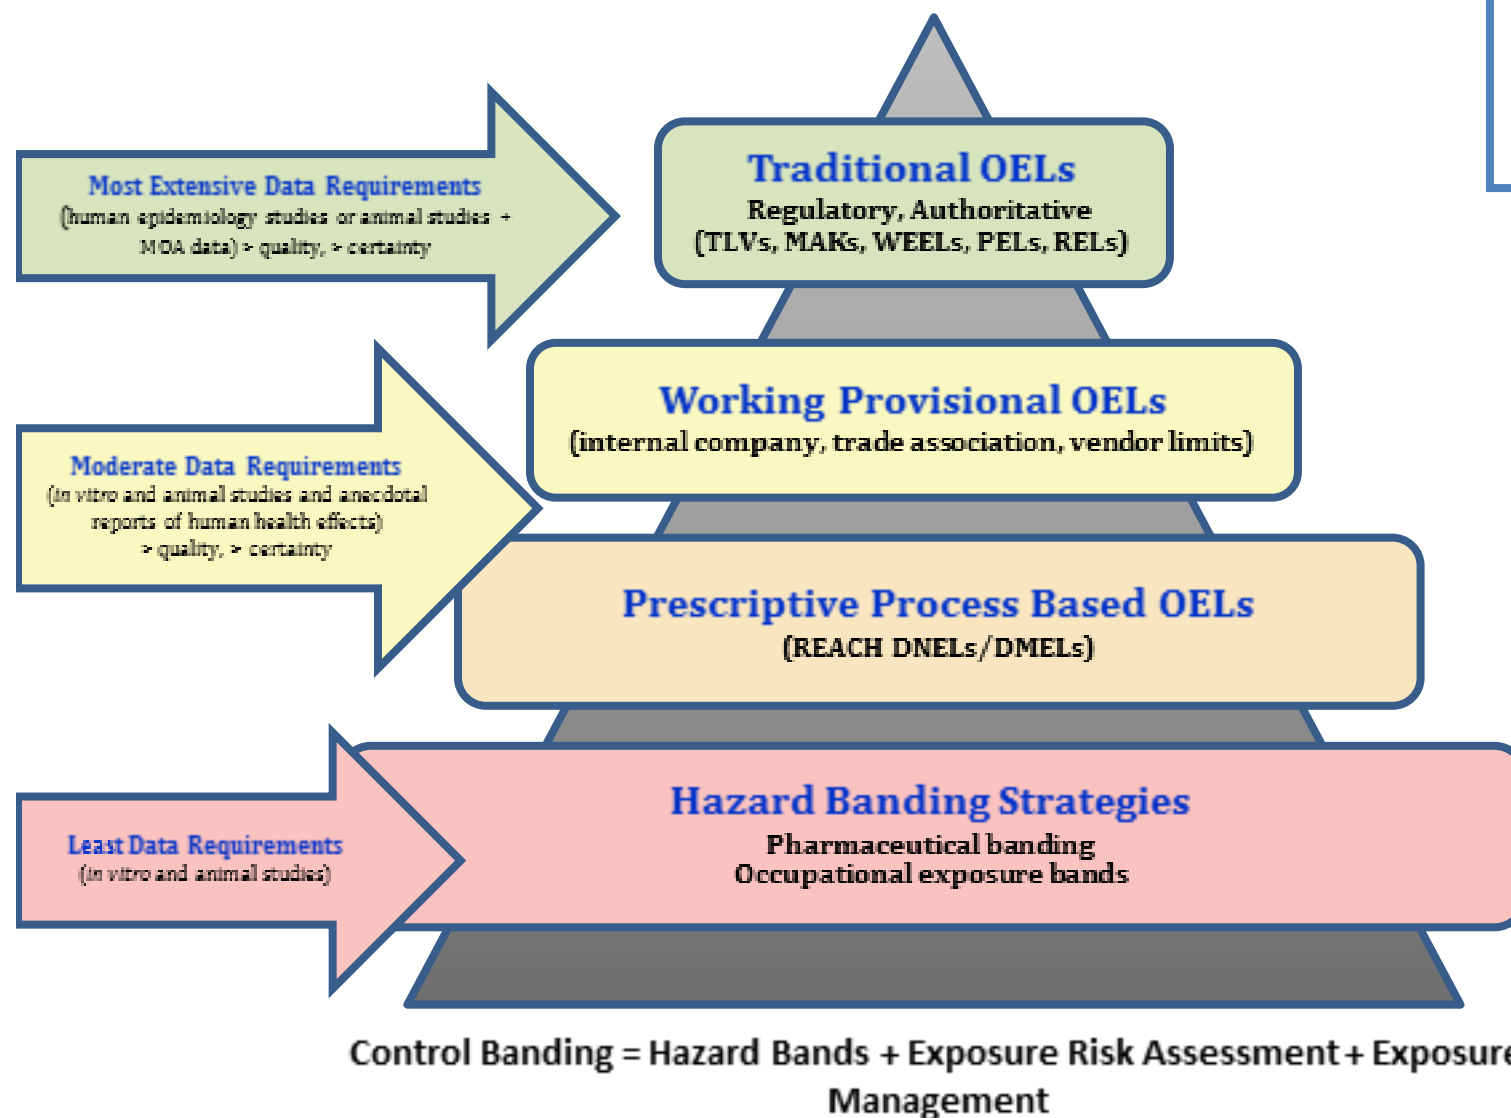 Traditional OELs
Regulatory, Authoritative
(TLVs, MAKs, WEELs, PELs, RELs)
Most Extensive Data Requirements
(human epidemiology studies or animal studies +
MOA data) > quality, > certainty
Working Provisional OELs
(internal company, trade association, vendor limits)
Moderate Data Requirements
(in vitro and animal studies and anecdotal
reports of human health effects)
> quality, > certainty
Prescriptive Process Based OELs
(REACH DNELs/DMELs)
Hazard Banding Strategies
Pharmaceutical banding
Occupational exposure bands
Least Data Requirements
(in vitro and animal studies)
Control Banding = Hazard Bands + Exposure Risk Assessment + Exposure
Management